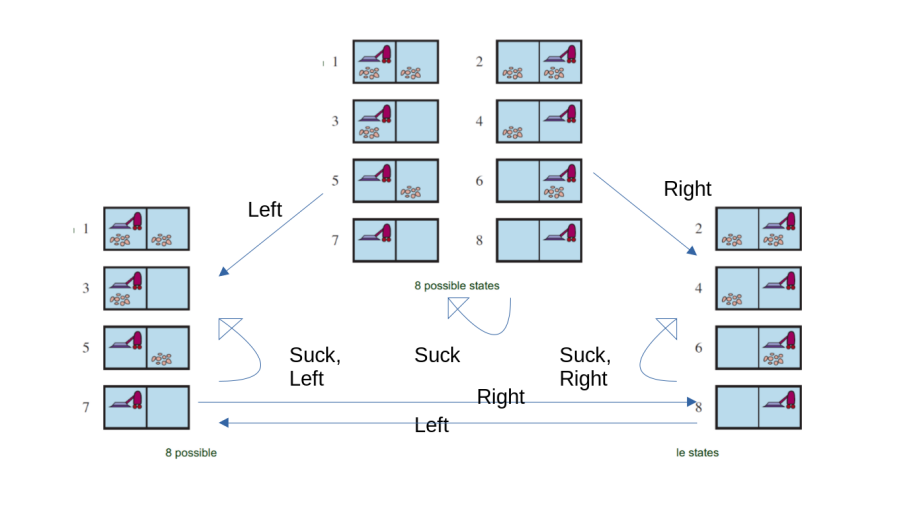 1 2
3 4
5 6
Right
Left
1 7 8 2
3 8 possible states 4
5 Suck,
Left Suck Suck,
Right 6
7 Right 8
Left
8 possible le states